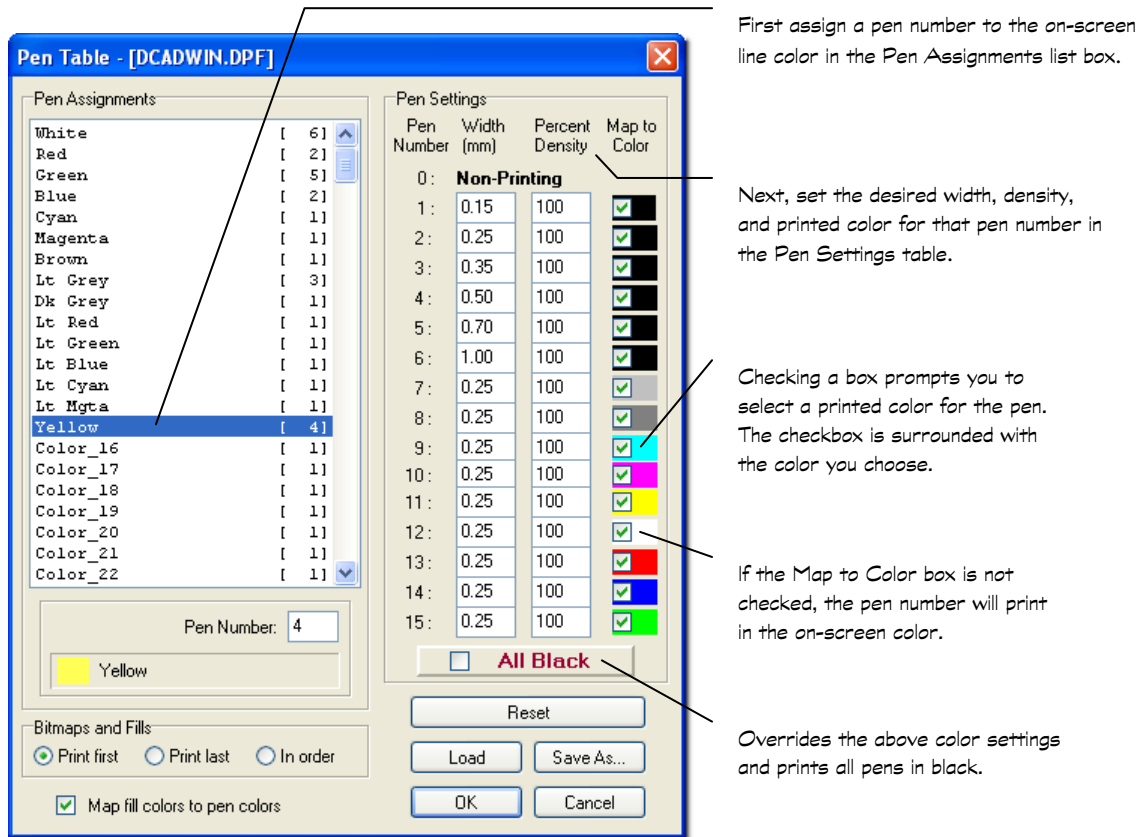 Pen Table - [DCADWIN.DPF]
Pen Assignments
White [ 6]
Red [ 2]
Green [ 5]
Blue [ 2]
Cyan [ 1]
Magenta [ 1]
Brown [ 1]
Lt Grey [ 3]
Dk Grey [ 1]
Lt Red [ 1]
Lt Green [ 1]
Lt Blue [ 1]
Lt Cyan [ 1]
Lt Mgta [ 1]
Yellow [ 4]
Color_16 [ 1]
Color_17 [ 1]
Color_18 [ 1]
Color_19 [ 1]
Color_20 [ 1]
Color_21 [ 1]
Color_22 [ 1]
Pen Number: 4
Yellow
Bitmaps and Fills
Print first Print last In order
Map fill colors to pen colors
Pen Settings
Pen Width Percent Map to
Number (mm) Density Color
0: Non-Printing
1: 0.15 100
2: 0.25 100
3: 0.35 100
4: 0.50 100
5: 0.70 100
6: 1.00 100
7: 0.25 100
8: 0.25 100
9: 0.25 100
10: 0.25 100
11: 0.25 100
12: 0.25 100
13: 0.25 100
14: 0.25 100
15: 0.25 100
All Black
Reset
Load Save As...
OK Cancel
First assign a pen number to the on-screen
line color in the Pen Assignments list box.
Next, set the desired width, density,
and printed color for that pen number in
the Pen Settings table.
Checking a box prompts you to
select a printed color for the pen.
The checkbox is surrounded with
the color you choose.
If the Map to Color box is not
checked, the pen number will print
in the on-screen color.
Overrides the above color settings
and prints all pens in black.